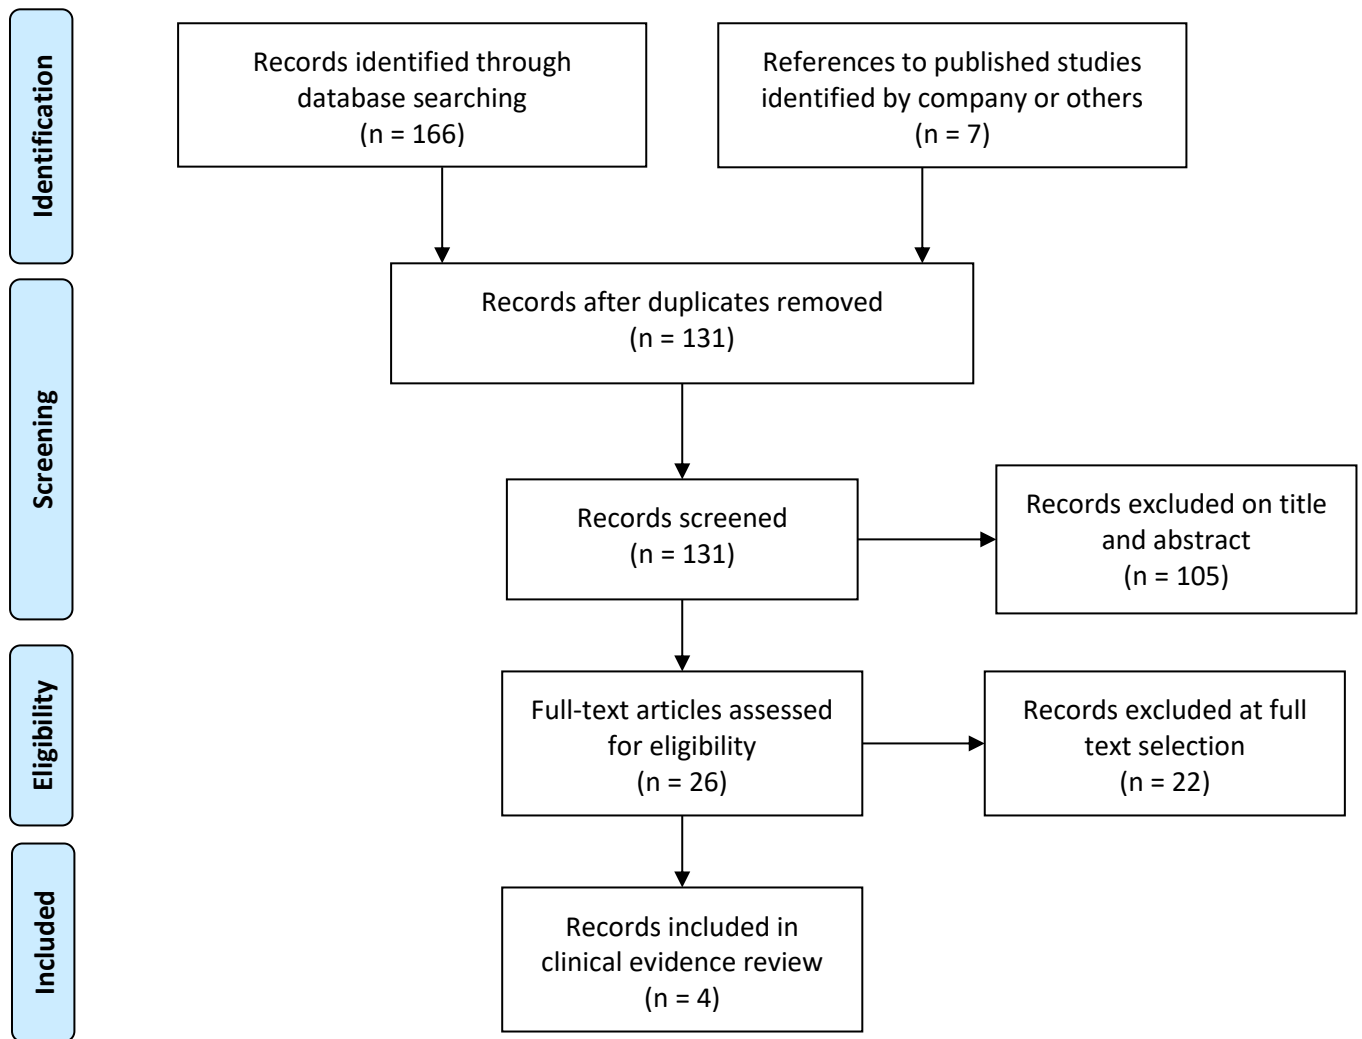 Identification
Records identified through
database searching
(n = 166)
References to published studies
identified by company or others
(n = 7)
Screening
Records after duplicates removed
(n = 131)
Records screened
(n = 131)
Records excluded on title
and abstract
(n = 105)
Eligibility
Full-text articles assessed
for eligibility
(n = 26)
Records excluded at full
text selection
(n = 22)
Included
Records included in
clinical evidence review
(n = 4)